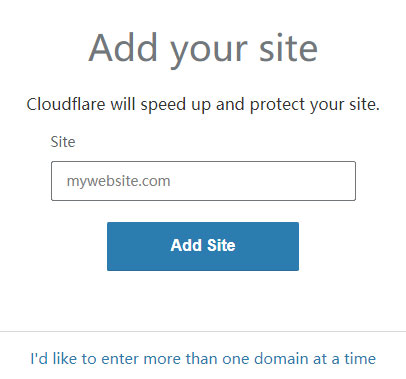 Add your site
Cloudflare will speed up and protect your site.
Site
mywebsite.com
Add Site
I'd like to enter more than one domain at a time